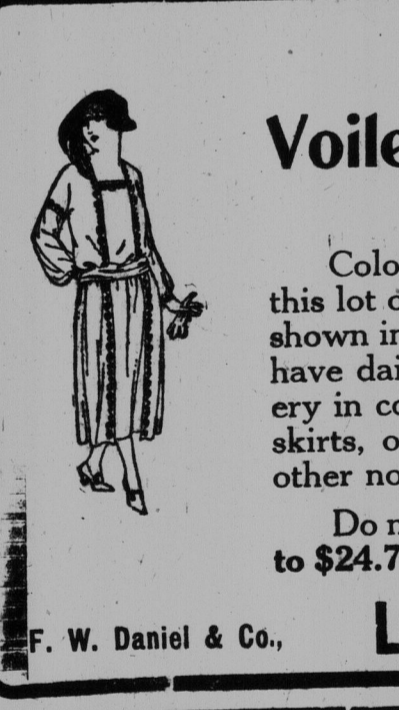 Voile
Colo
this lot
shown in
have dai
ery in co
skirts, o
other no
Do n
to $24.7
F. W. Daniel & Co., L